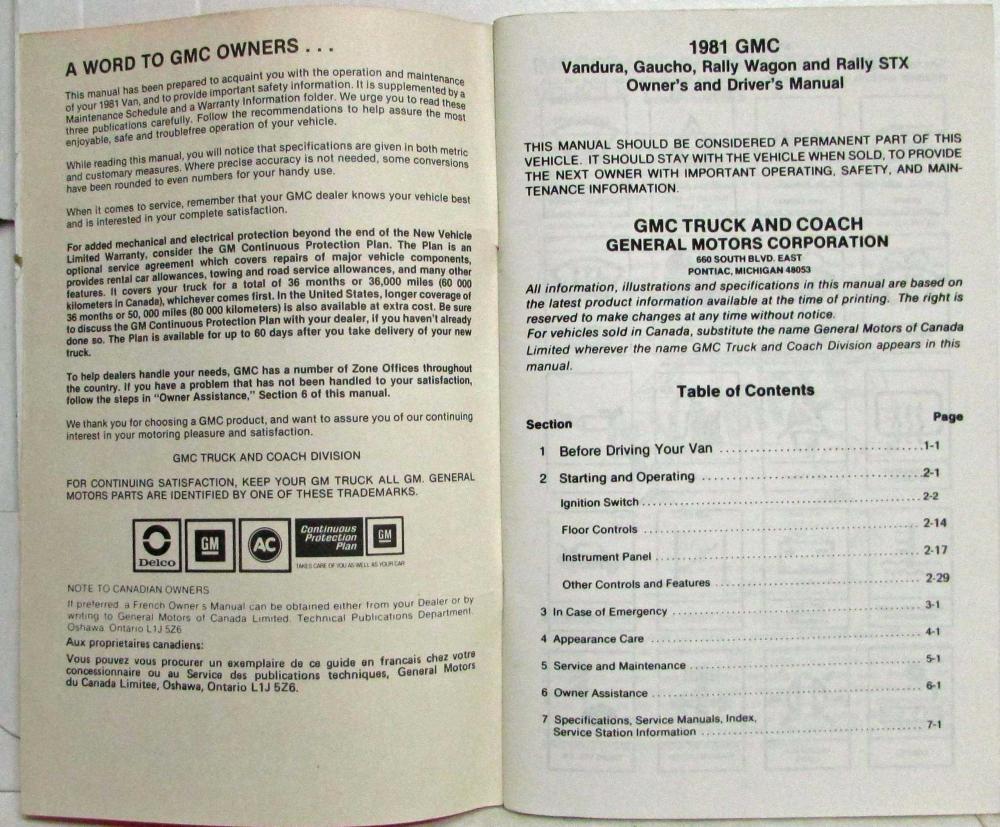 A WORD TO GMC OWNERS . . .
This manual has been prepared to acquaint you with the operation and maintenance
of your 1981 Van, and to provide important safety information. It is supplemented by a
Maintenance Schedule and a Warranty Information folder. We urge you to read these
three publications carefully. Follow the recommendations to help assure the most
enjoyable, safe and troublefree operation of your vehicle.
While reading this manual, you will notice that specifications are given in both metric
and customary measures. Where precise accuracy is not needed, some conversions
have been rounded to even numbers for your handy use.
When it comes to service, remember that your GMC dealer knows your vehicle best
and is interested in your complete satisfaction.
For added mechanical and electrical protection beyond the end of the New Vehicle
Limited Warranty, consider the GM Continuous Protection Plan. The Plan is an
optional service agreement which covers repairs of major vehicle components,
provides rental car allowances, towing and road service allowances, and many other
features. It covers your truck for a total of 36 months or 36,000 miles (60 000
kilometers in Canada), whichever comes first. In the United States, longer coverage of
36 months or 50, 000 miles (80 000 kilometers) is also available at extra cost. Be sure
to discuss the GM Continuous Protection Plan with your dealer, if you haven't already
done so. The Plan is available for up to 60 days after you take delivery of your new
truck.
To help dealers handle your needs, GMC has a number of Zone Offices throughout
the country. If you have a problem that has not been handled to your satisfaction,
follow the steps in "Owner Assistance," Section 6 of this manual.
We thank you for choosing a GMC product, and want to assure you of our continuing
interest in your motoring pleasure and satisfaction.
GMC TRUCK AND COACH DIVISION
FOR CONTINUING SATISFACTION, KEEP YOUR GM TRUCK ALL GM. GENERAL
MOTORS PARTS ARE IDENTIFIED BY ONE OF THESE TRADEMARKS.
Delco
GM
AC
Continuous
Protection
Plan
GM
TAKES CARE OF YOU AS WELL AS YOUR CAR
NOTE TO CANADIAN OWNERS
If preferred a French Owner s Manual can be obtained either from your Dealer or by
writing to General Motors of Canada Limited. Technical Publications Department.
Oshawa Ontario L1J 5Z6
Aux proprietaires canadiens:
Vous pouvez vous procurer un exemplaire de ce guide en francais chez votre
concessionnaire ou au Service des publications techniques, General Motors
du Canada Limitee, Oshawa, Ontario L1J 5Z6.
1981 GMC
Vandura, Gaucho, Rally Wagon and Rally STX
Owner's and Driver's Manual
THIS MANUAL SHOULD BE CONSIDERED A PERMANENT PART OF THIS
VEHICLE. IT SHOULD STAY WITH THE VEHICLE WHEN SOLD, TO PROVIDE
THE NEXT OWNER WITH IMPORTANT OPERATING, SAFETY, AND MAIN-
TENANCE INFORMATION.
GMC TRUCK AND COACH
GENERAL MOTORS CORPORATION
660 SOUTH BLVD. EAST
PONTIAC, MICHIGAN 48053
All information, illustrations and specifications in this manual are based on
the latest product information available at the time of printing. The right is
reserved to make changes at any time without notice.
For vehicles sold in Canada, substitute the name General Motors of Canada
Limited wherever the name GMC Truck and Coach Division appears in this
manual.
Table of Contents
Section Page
1 Before Driving Your Van ........ 1-1
2 Starting and Operating ........ 2-1
Ignition Switch ........ 2-2
Floor Controls ........ 2-14
Instrument Panel ........ 2-17
Other Controls and Features ........ 2-29
3 In Case of Emergency ........ 3-1
4 Appearance Care ........ 4-1
5 Service and Maintenance ........ 5-1
6 Owner Assistance ........ 6-1
7 Specifications, Service Manuals, Index,
Service Station Information ........ 7-1